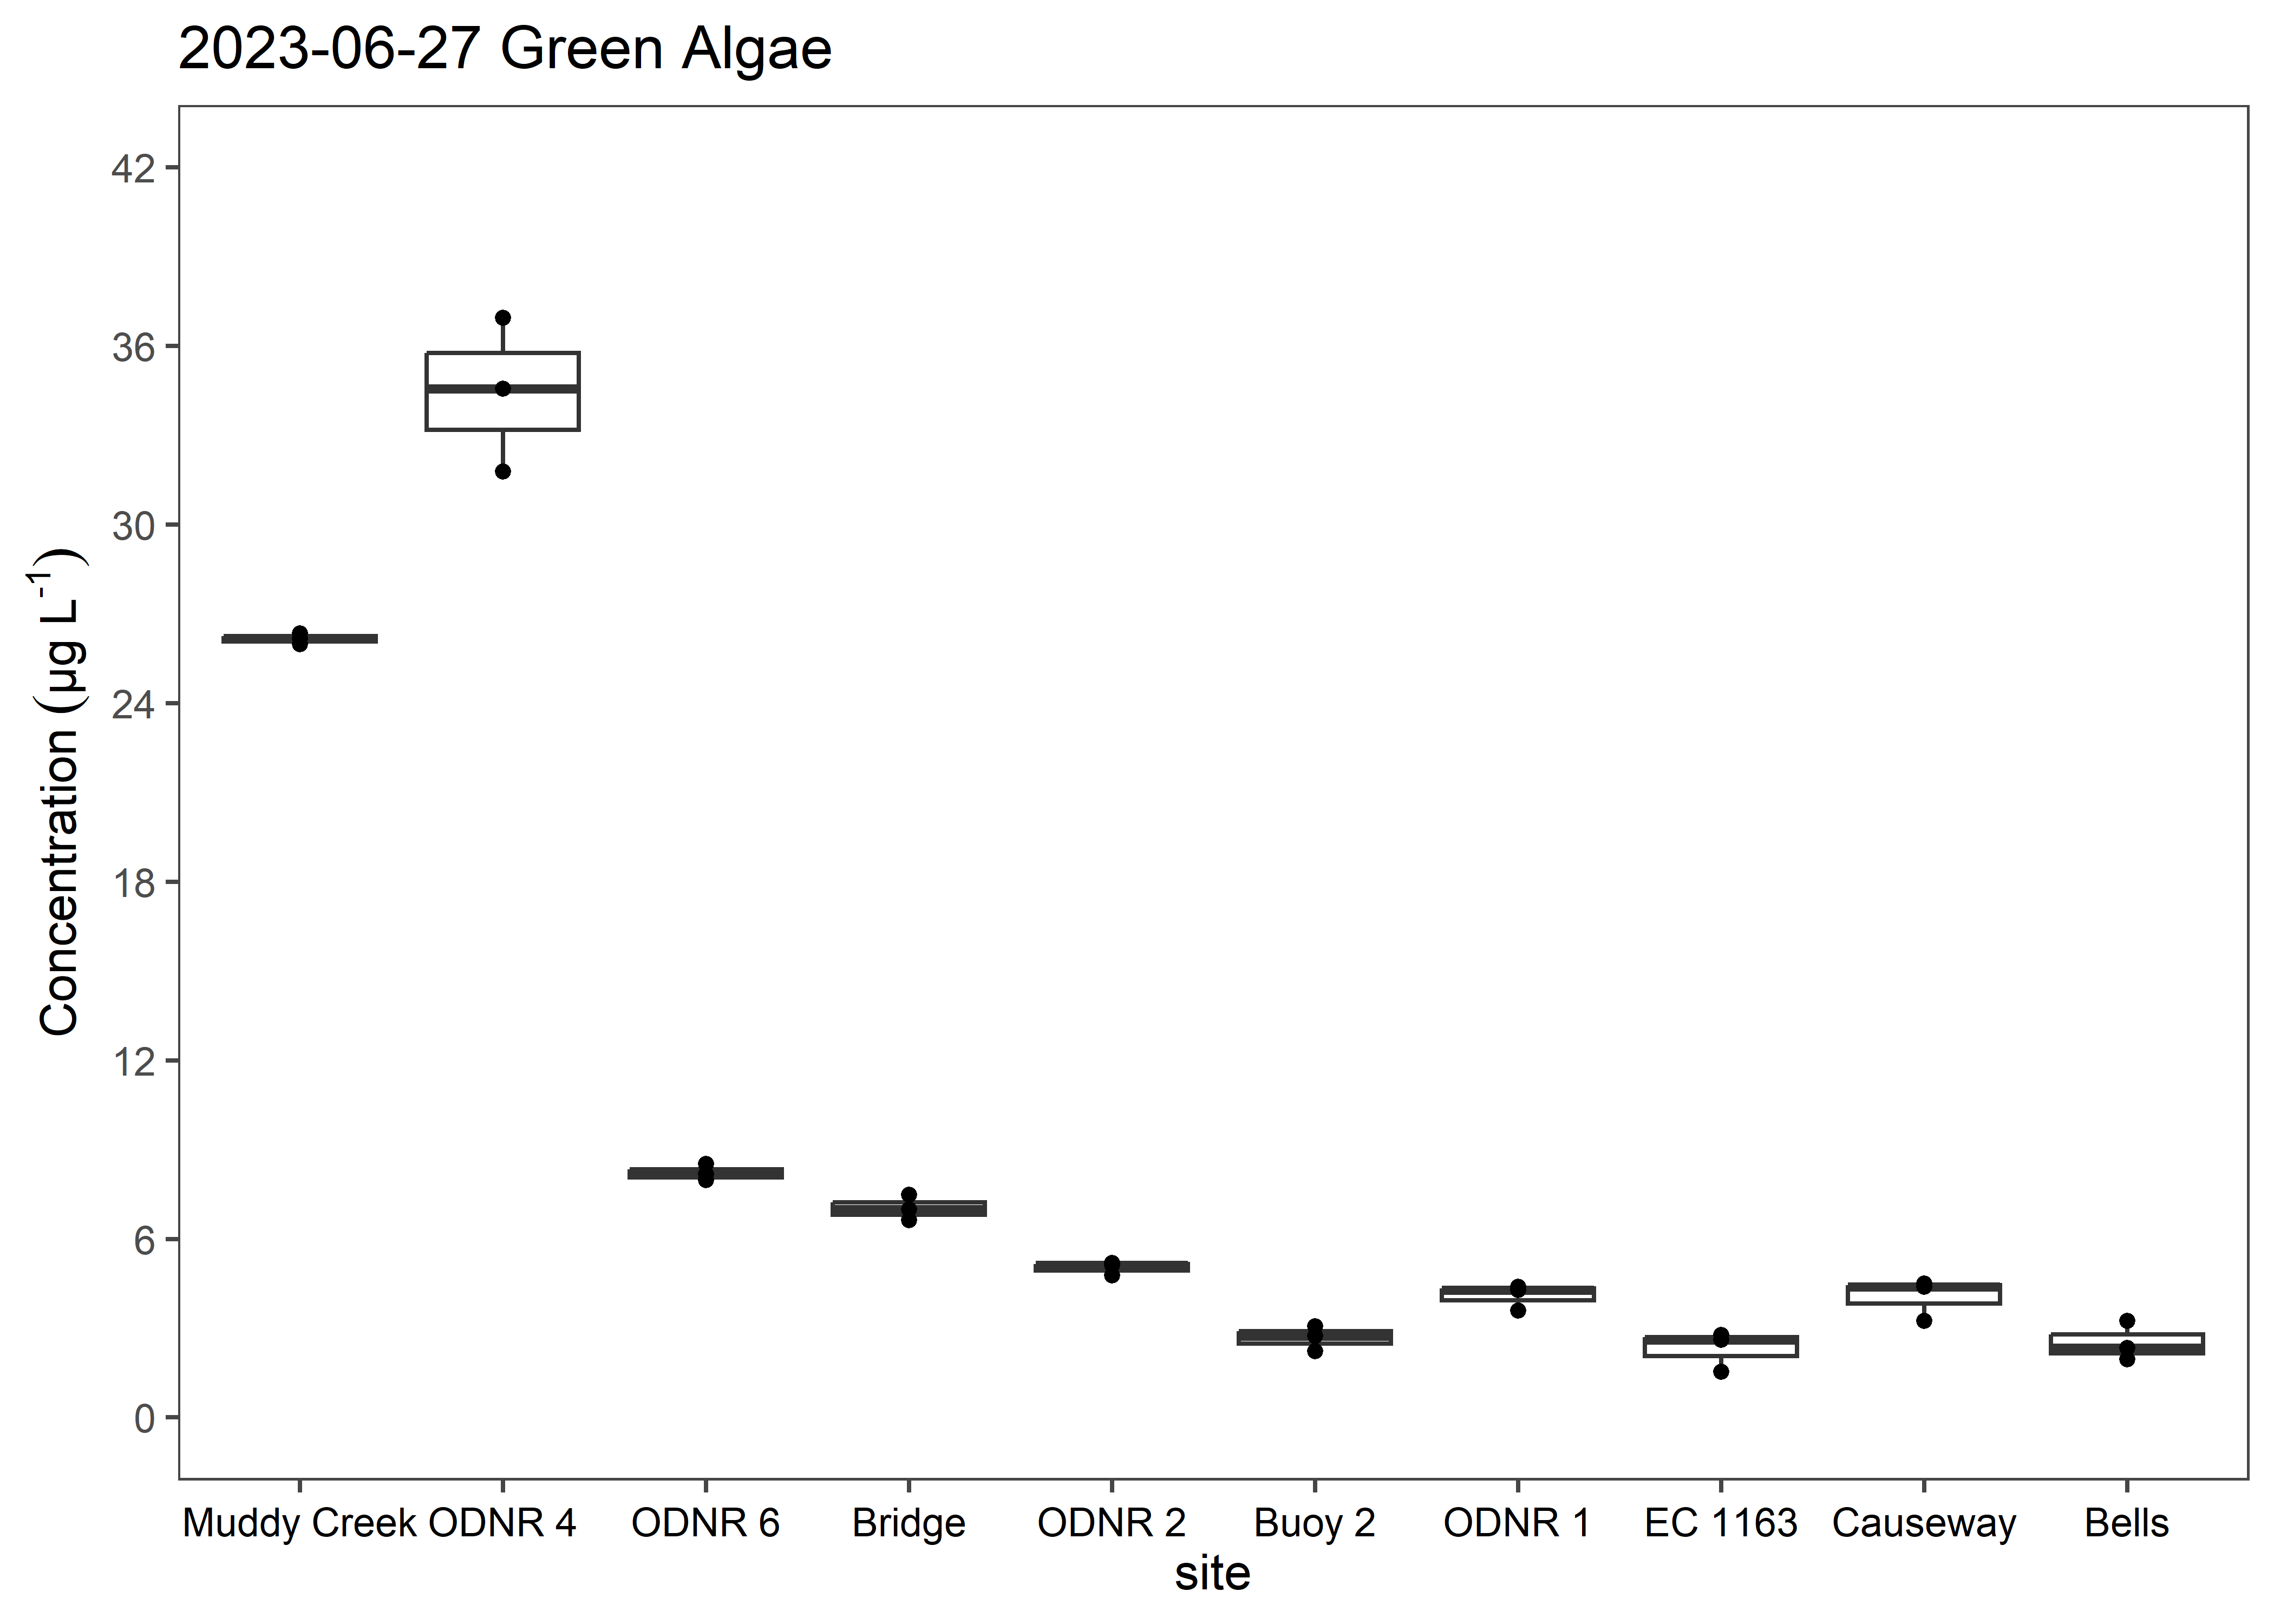 2023-06-27 Green Algae
Concentration (µg L⁻¹)
42
36
30
24
18
12
6
0
Muddy Creek ODNR 4 ODNR 6 Bridge ODNR 2 Buoy 2 ODNR 1 EC 1163 Causeway Bells
site